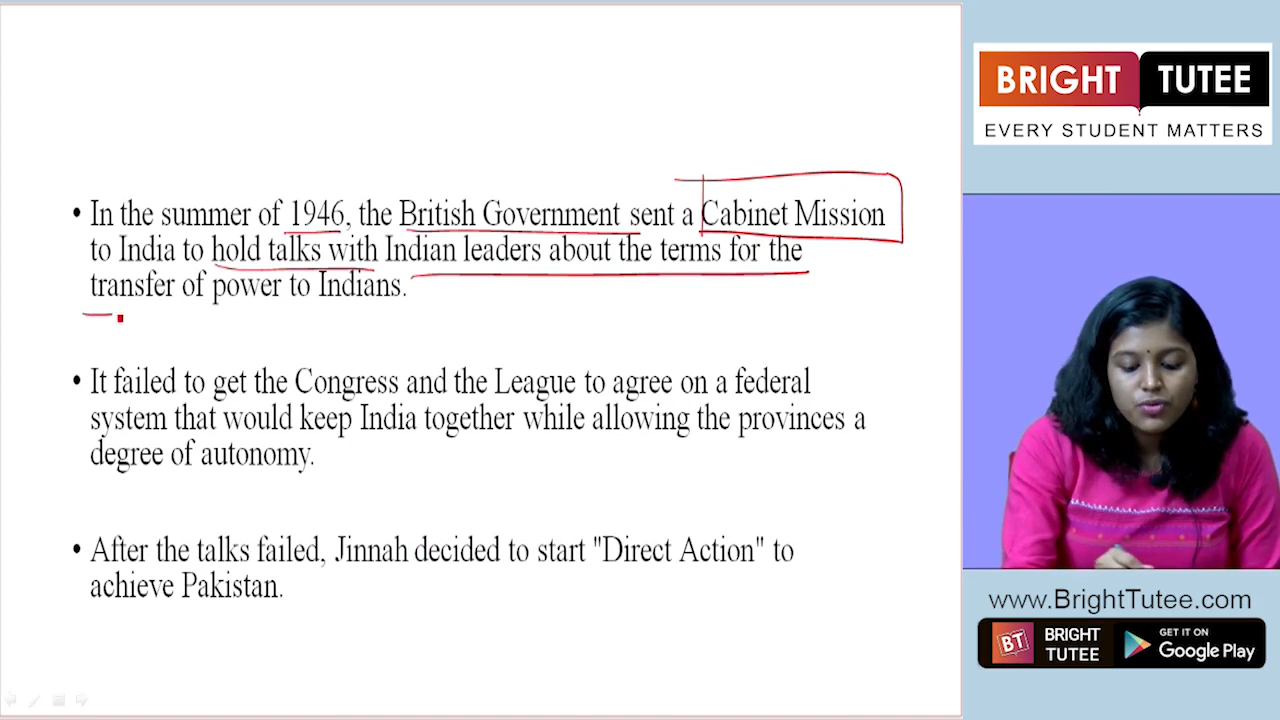 BRIGHT TUTEE
EVERY STUDENT MATTERS
• In the summer of 1946, the British Government sent a Cabinet Mission
to India to hold talks with Indian leaders about the terms for the
transfer of power to Indians.
• It failed to get the Congress and the League to agree on a federal
system that would keep India together while allowing the provinces a
degree of autonomy.
• After the talks failed, Jinnah decided to start "Direct Action" to
achieve Pakistan.
www.BrightTutee.com
BT
BRIGHT
TUTEE
GET IT ON
Google Play